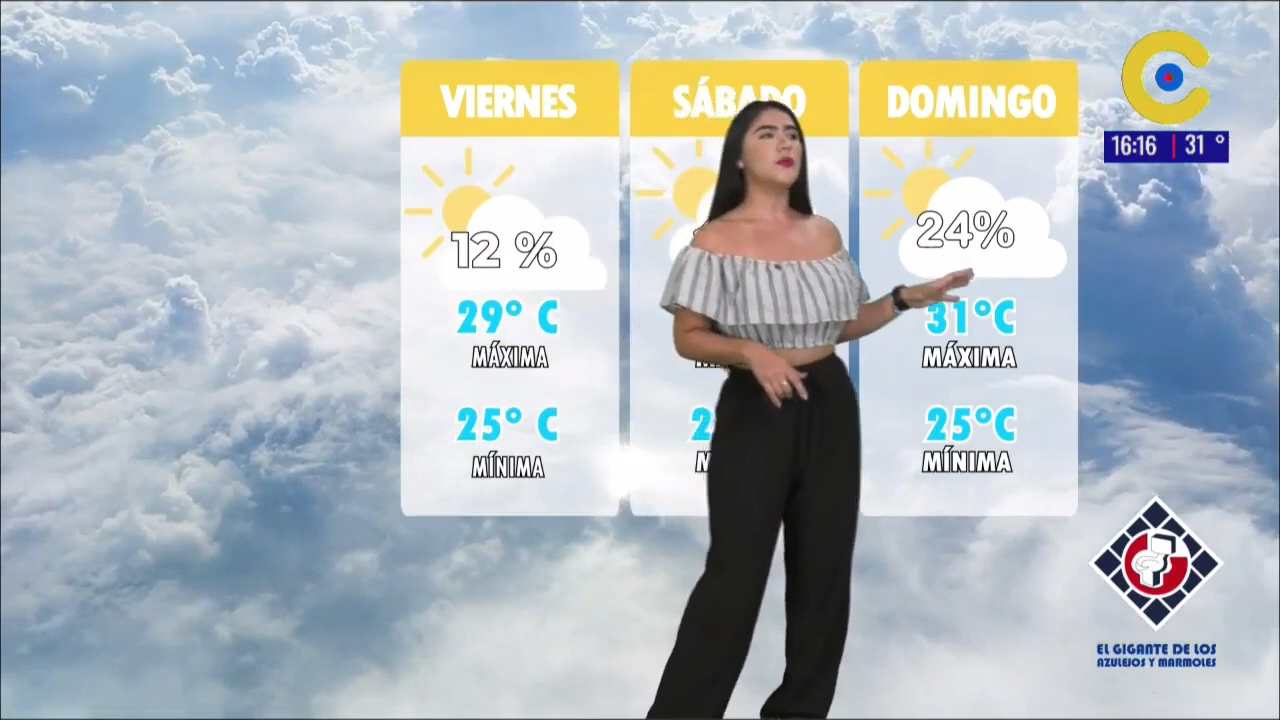 VIERNES
12 %
29° C
MÁXIMA
25° C
MÍNIMA
SÁBADO
DOMINGO
24%
31°C
MÁXIMA
25°C
MÍNIMA
16:16 | 31 °
EL GIGANTE DE LOS
AZULEJOS Y MARMOLES